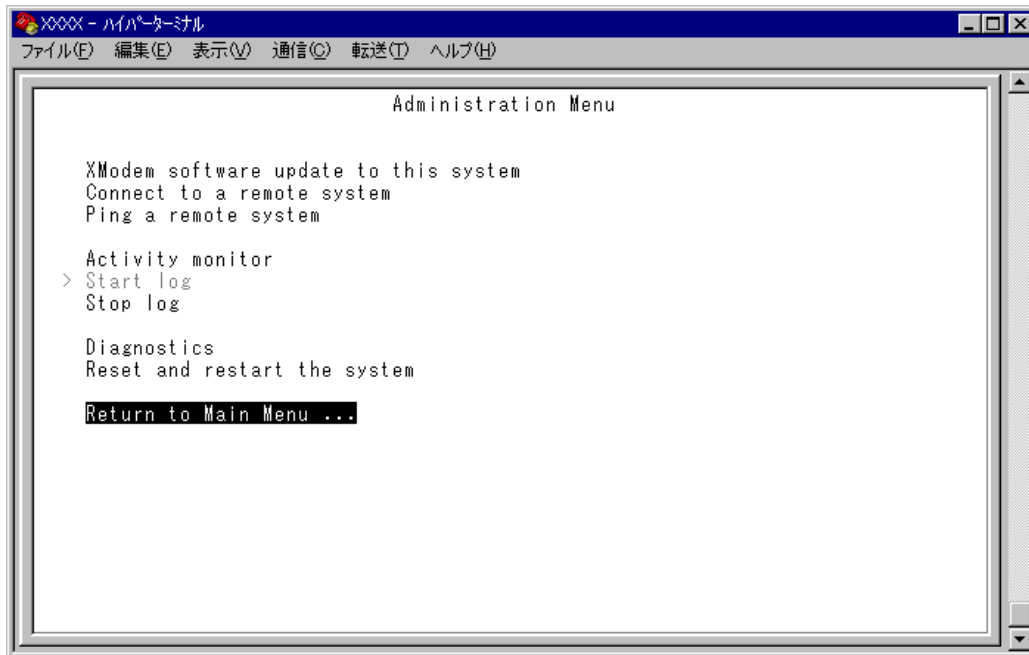 XXXX - ハイパーターミナル
ファイル(F) 編集(E) 表示(V) 通信(C) 転送(T) ヘルプ(H)
Administration Menu
XModem software update to this system
Connect to a remote system
Ping a remote system
Activity monitor
> Start log
Stop log
Diagnostics
Reset and restart the system
Return to Main Menu ...